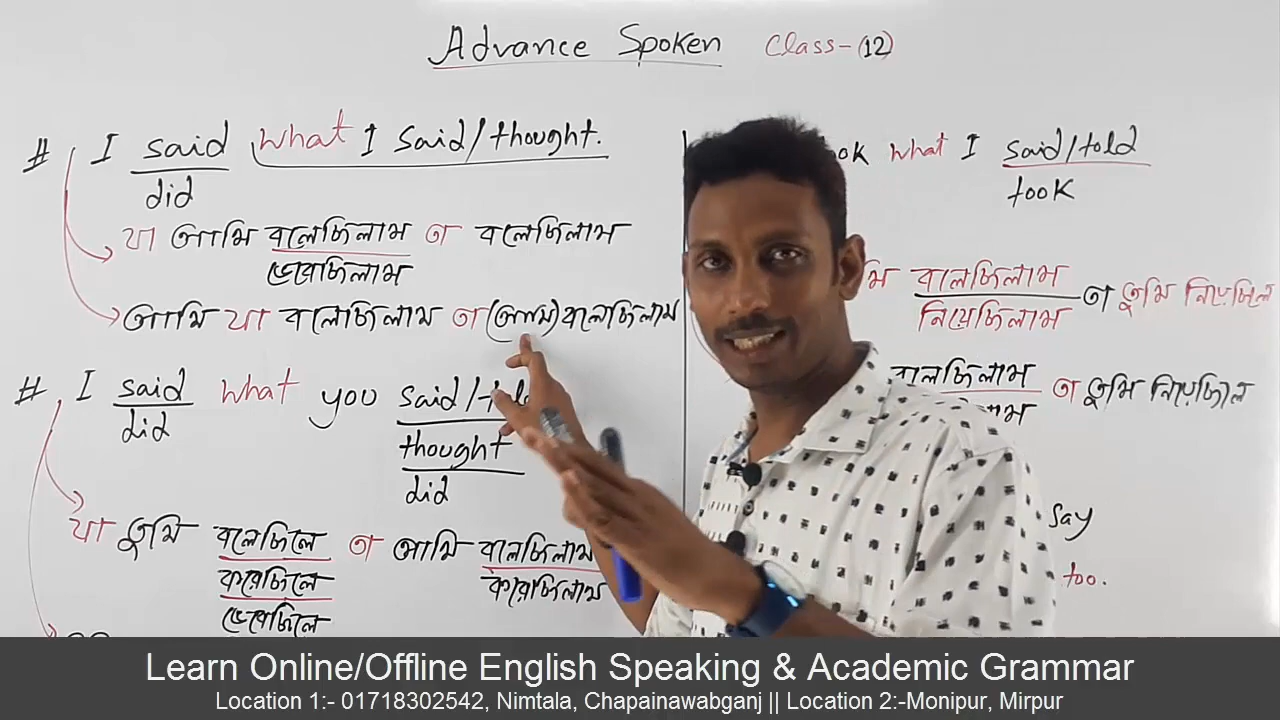 Advance Spoken Class-(12)
# I said what I said/thought.
did
যা আমি বলেছিলাম তা বলেছিলাম
ভেবেছিলাম
আমি যা বলেছিলাম তা (আমি) বলেছিলাম
# I said what you said/told
did
thought
did
যা তুমি বলেছিলে তা আমি বলেছিলাম
করেছিলে করেছিলাম
ভেবেছিলে
what I said/told
took
বলেছিলাম তা তুমি নিয়েছিলে
নিয়েছিলাম
বলেছিলাম তা তুমি নিয়েছিলে
say
too.
Learn Online/Offline English Speaking & Academic Grammar
Location 1:- 01718302542, Nimtala, Chapainawabganj || Location 2:-Monipur, Mirpur